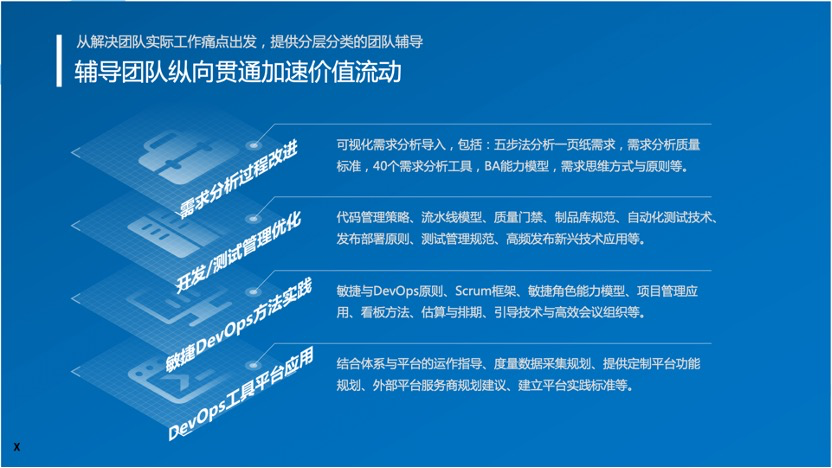 从解决团队实际工作痛点出发，提供分层分类的团队辅导
辅导团队纵向贯通加速价值流动
需求分析过程改进
可视化需求分析导入，包括：五步法分析一页纸需求，需求分析质量
标准，40个需求分析工具，BA能力模型，需求思维方式与原则等。
开发/测试管理优化
代码管理策略、流水线模型、质量门禁、制品库规范、自动化测试技术、
发布部署原则、测试管理规范、高频发布新兴技术应用等。
敏捷DevOps方法实践
敏捷与DevOps原则、Scrum框架、敏捷角色能力模型、项目管理应
用、看板方法、估算与排期、引导技术与高效会议组织等。
DevOps工具平台应用
结合体系与平台的运作指导、度量数据采集规划、提供定制平台功能
规划、外部平台服务商规划建议、建立平台实践标准等。
X